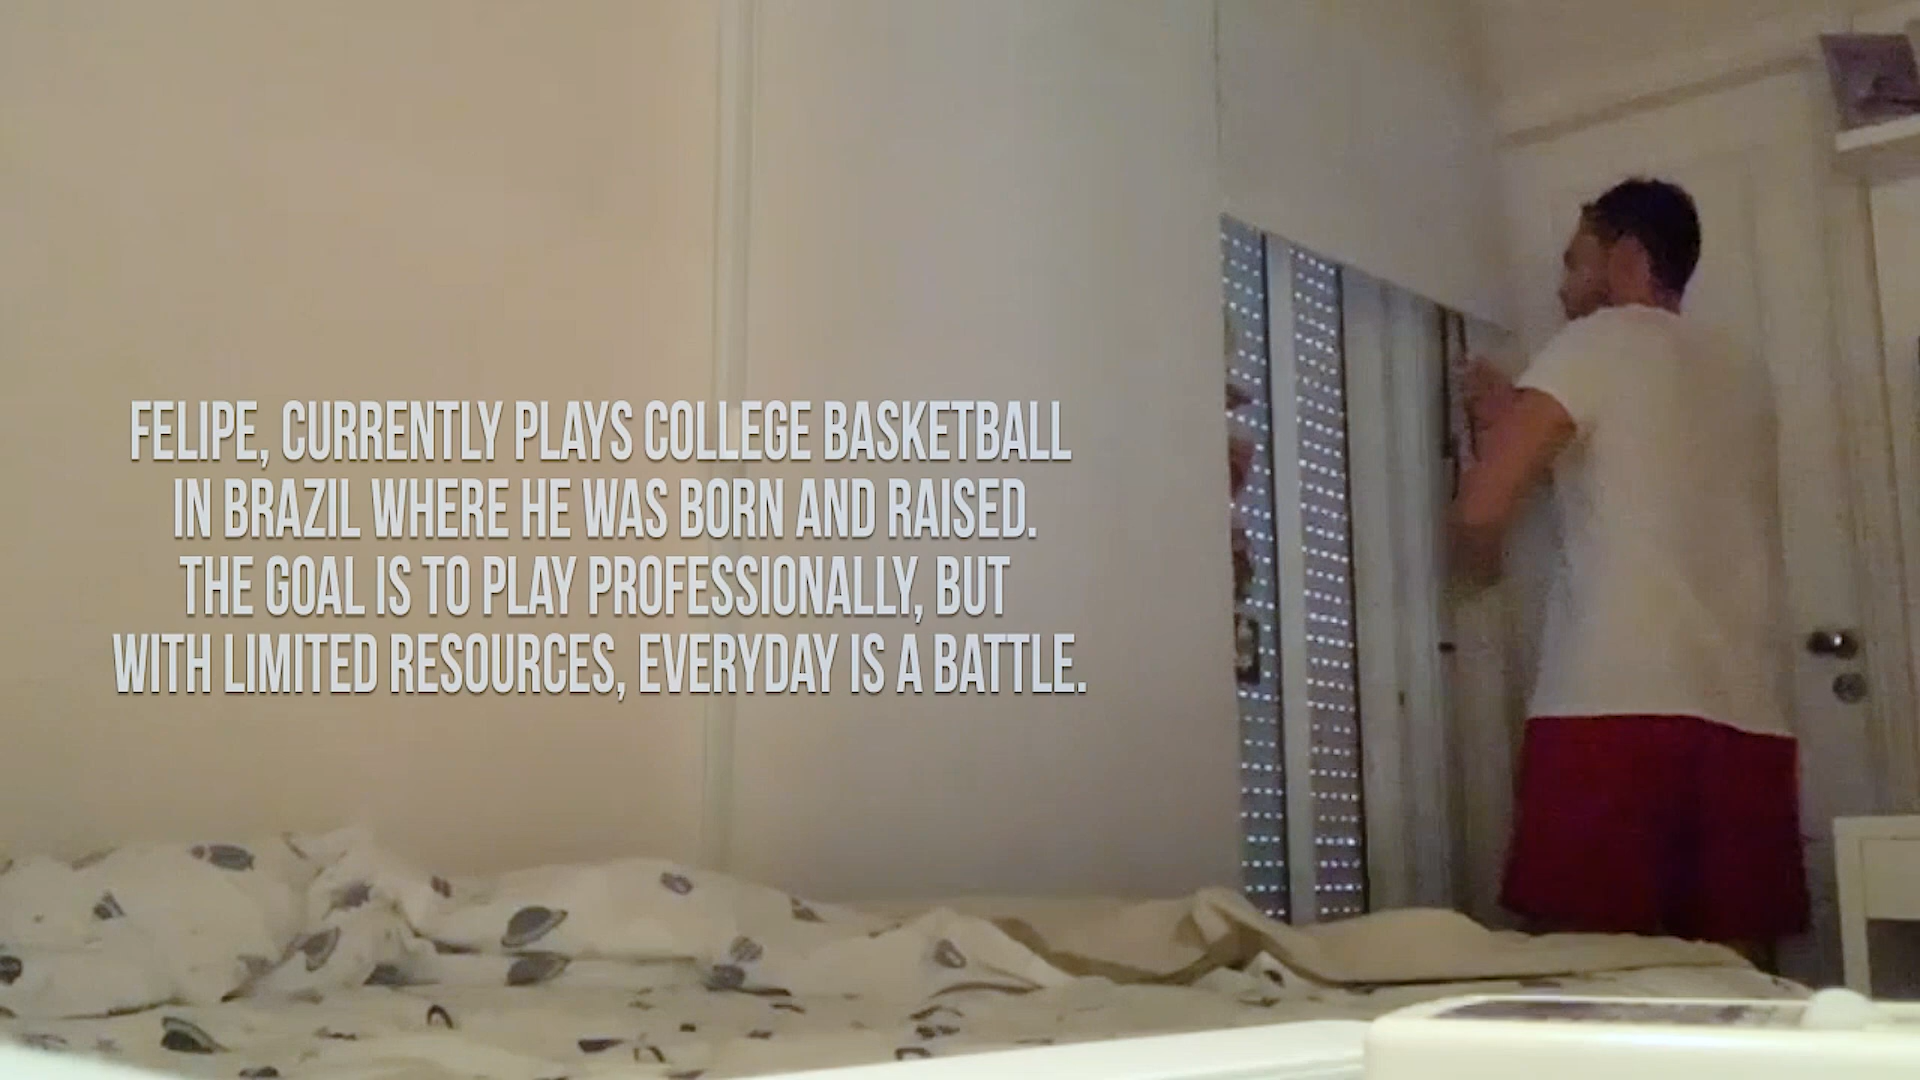 FELIPE, CURRENTLY PLAYS COLLEGE BASKETBALL
IN BRAZIL WHERE HE WAS BORN AND RAISED.
THE GOAL IS TO PLAY PROFESSIONALLY, BUT
WITH LIMITED RESOURCES, EVERYDAY IS A BATTLE.